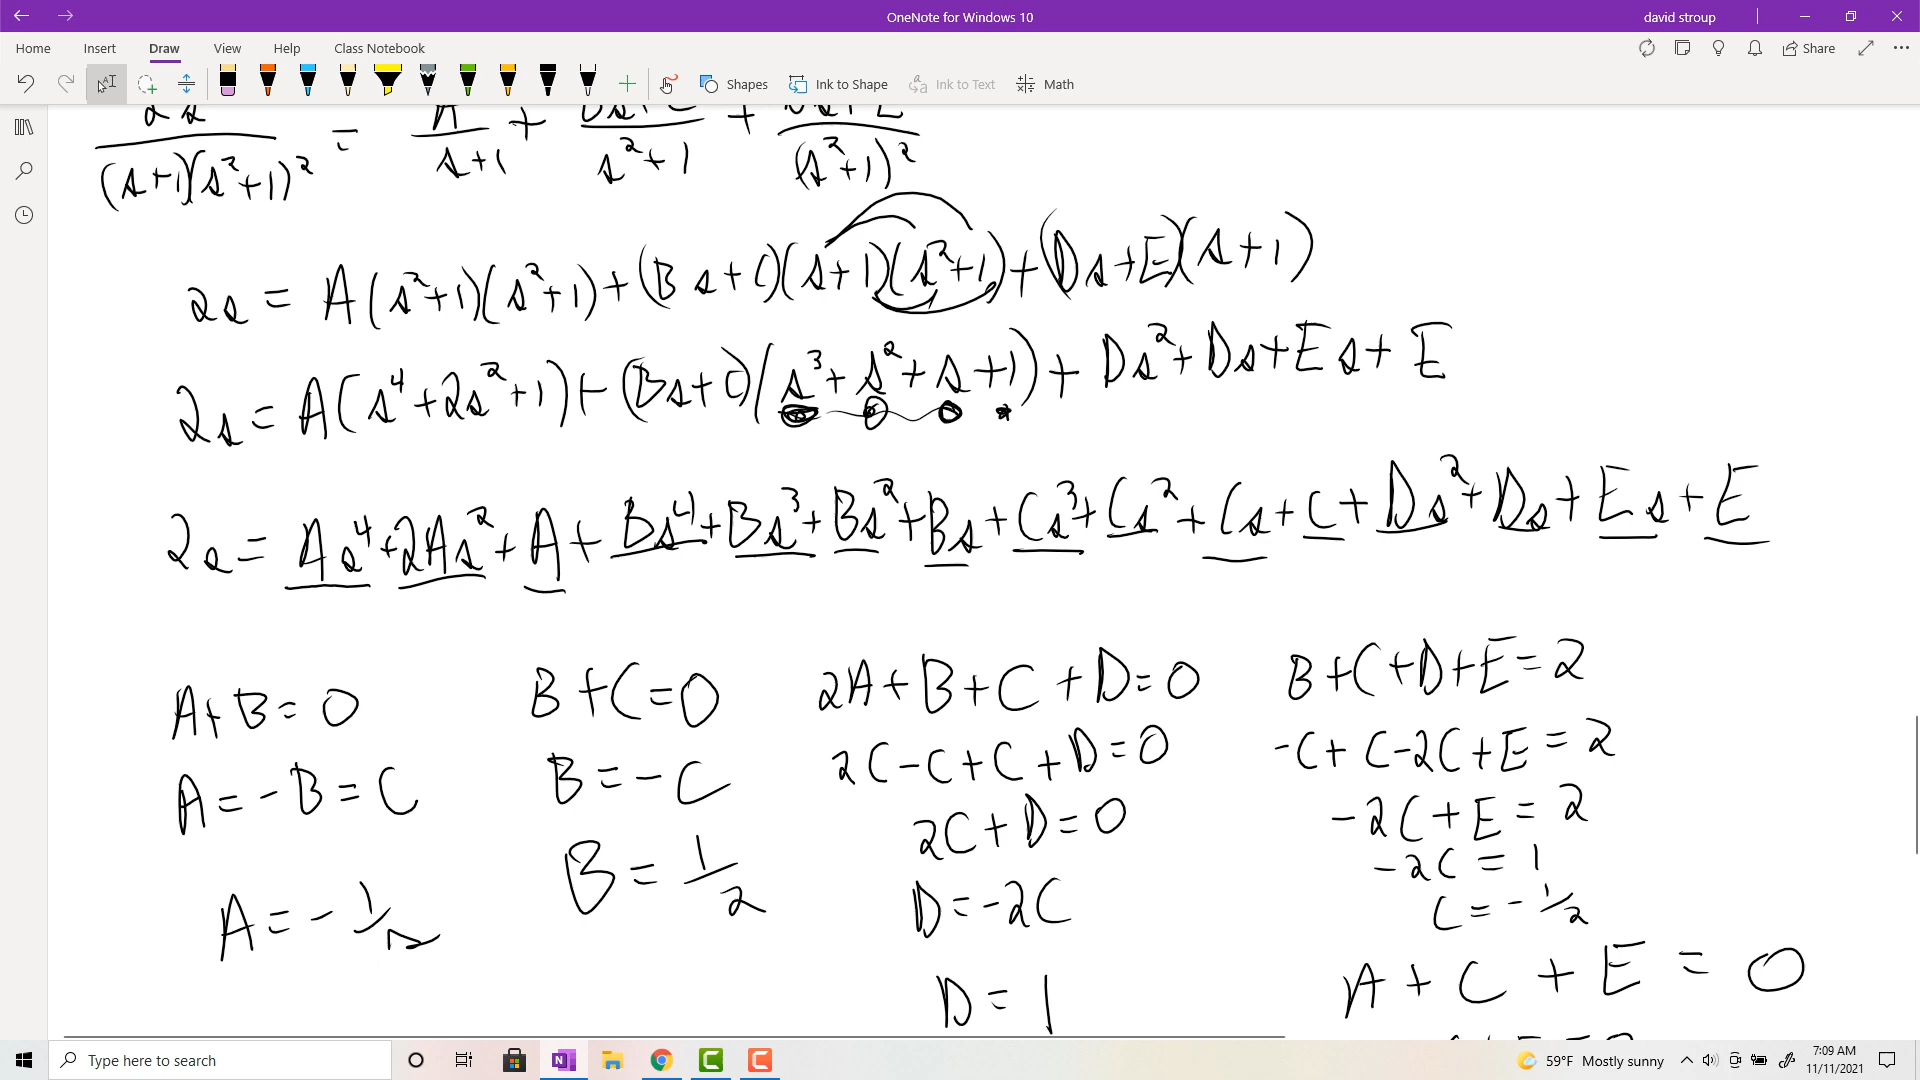 OneNote for Windows 10
david stroup
Home Insert Draw View Help Class Notebook
Share
Shapes Ink to Shape Ink to Text Math
2s/((s+1)(s²+1)²) = A/(s+1) + (Bs+C)/(s²+1) + (Ds+E)/(s²+1)²
2s = A(s²+1)(s²+1)+(Bs+C)(s+1)(s²+1)+(Ds+E)(s+1)
2s = A(s⁴+2s²+1)+(Bs+C)(s³+s²+s+1)+Ds²+Ds+Es+E
2s = As⁴+2As²+A+Bs⁴+Bs³+Bs²+Bs+Cs³+Cs²+Cs+C+Ds²+Ds+Es+E
A+B=0
A=-B=C
A=-1/2
B+C=0
B=-C
B=1/2
2A+B+C+D=0
2C-C+C+D=0
2C+D=0
D=-2C
D=1
B+C+D+E=2
-C+C-2C+E=2
-2C+E=2
-2C=1
C=-1/2
A+C+E=0
Type here to search
59°F Mostly sunny
7:09 AM
11/11/2021